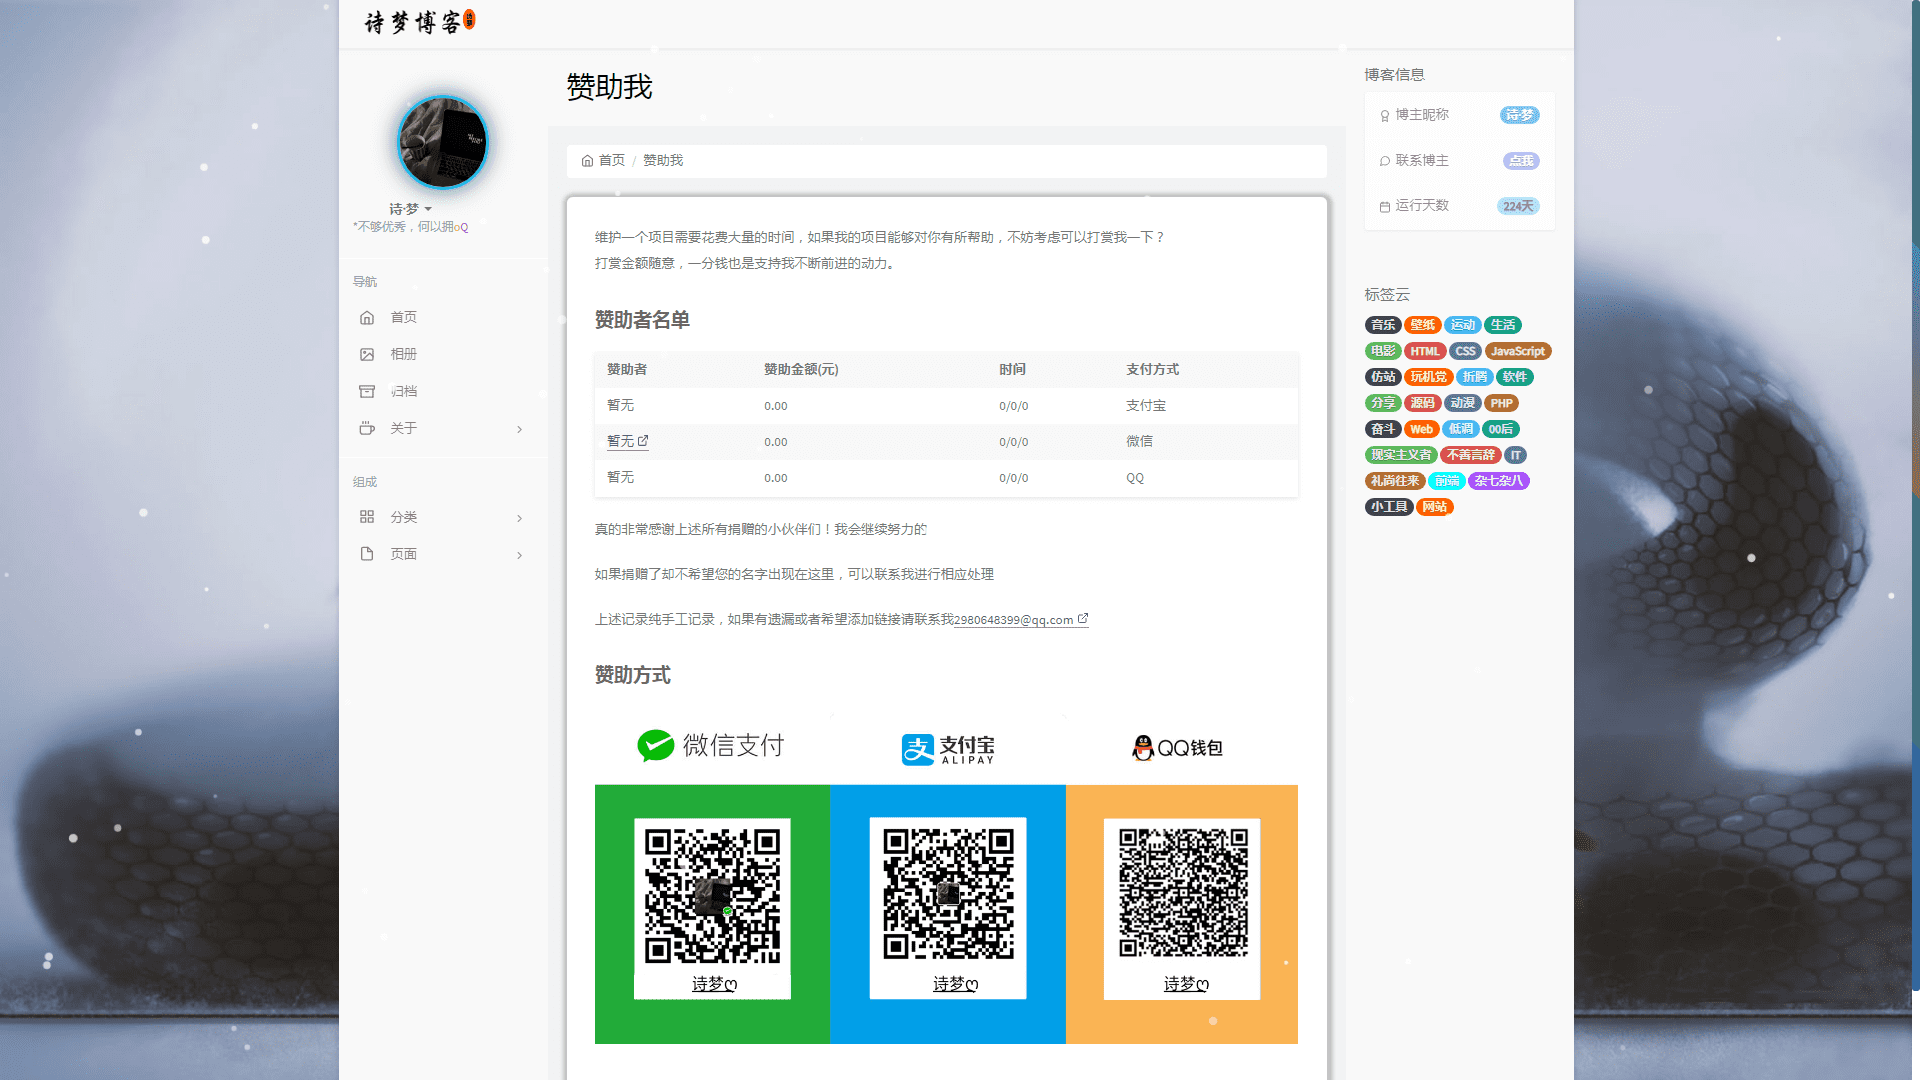 诗梦博客
诗·梦
*不够优秀，何以拥oQ
导航
首页
相册
归档
关于
组成
分类
页面
赞助我
首页 / 赞助我
维护一个项目需要花费大量的时间，如果我的项目能够对你有所帮助，不妨考虑可以打赏我一下？
打赏金额随意，一分钱也是支持我不断前进的动力。
赞助者名单
赞助者 赞助金额(元) 时间 支付方式
暂无 0.00 0/0/0 支付宝
暂无 0.00 0/0/0 微信
暂无 0.00 0/0/0 QQ
真的非常感谢上述所有捐赠的小伙伴们！我会继续努力的
如果捐赠了却不希望您的名字出现在这里，可以联系我进行相应处理
上述记录纯手工记录，如果有遗漏或者希望添加链接请联系我2980648399@qq.com
赞助方式
微信支付
支付宝
ALIPAY
QQ钱包
诗梦ღ
诗梦ღ
诗梦ღ
博客信息
博主昵称 诗·梦
联系博主 点我
运行天数 224天
标签云
音乐 壁纸 运动 生活
电影 HTML CSS JavaScript
仿站 玩机党 折腾 软件
分享 源码 动漫 PHP
奋斗 Web 低调 00后
现实主义者 不善言辞 IT
礼尚往来 前端 杂七杂八
小工具 网站